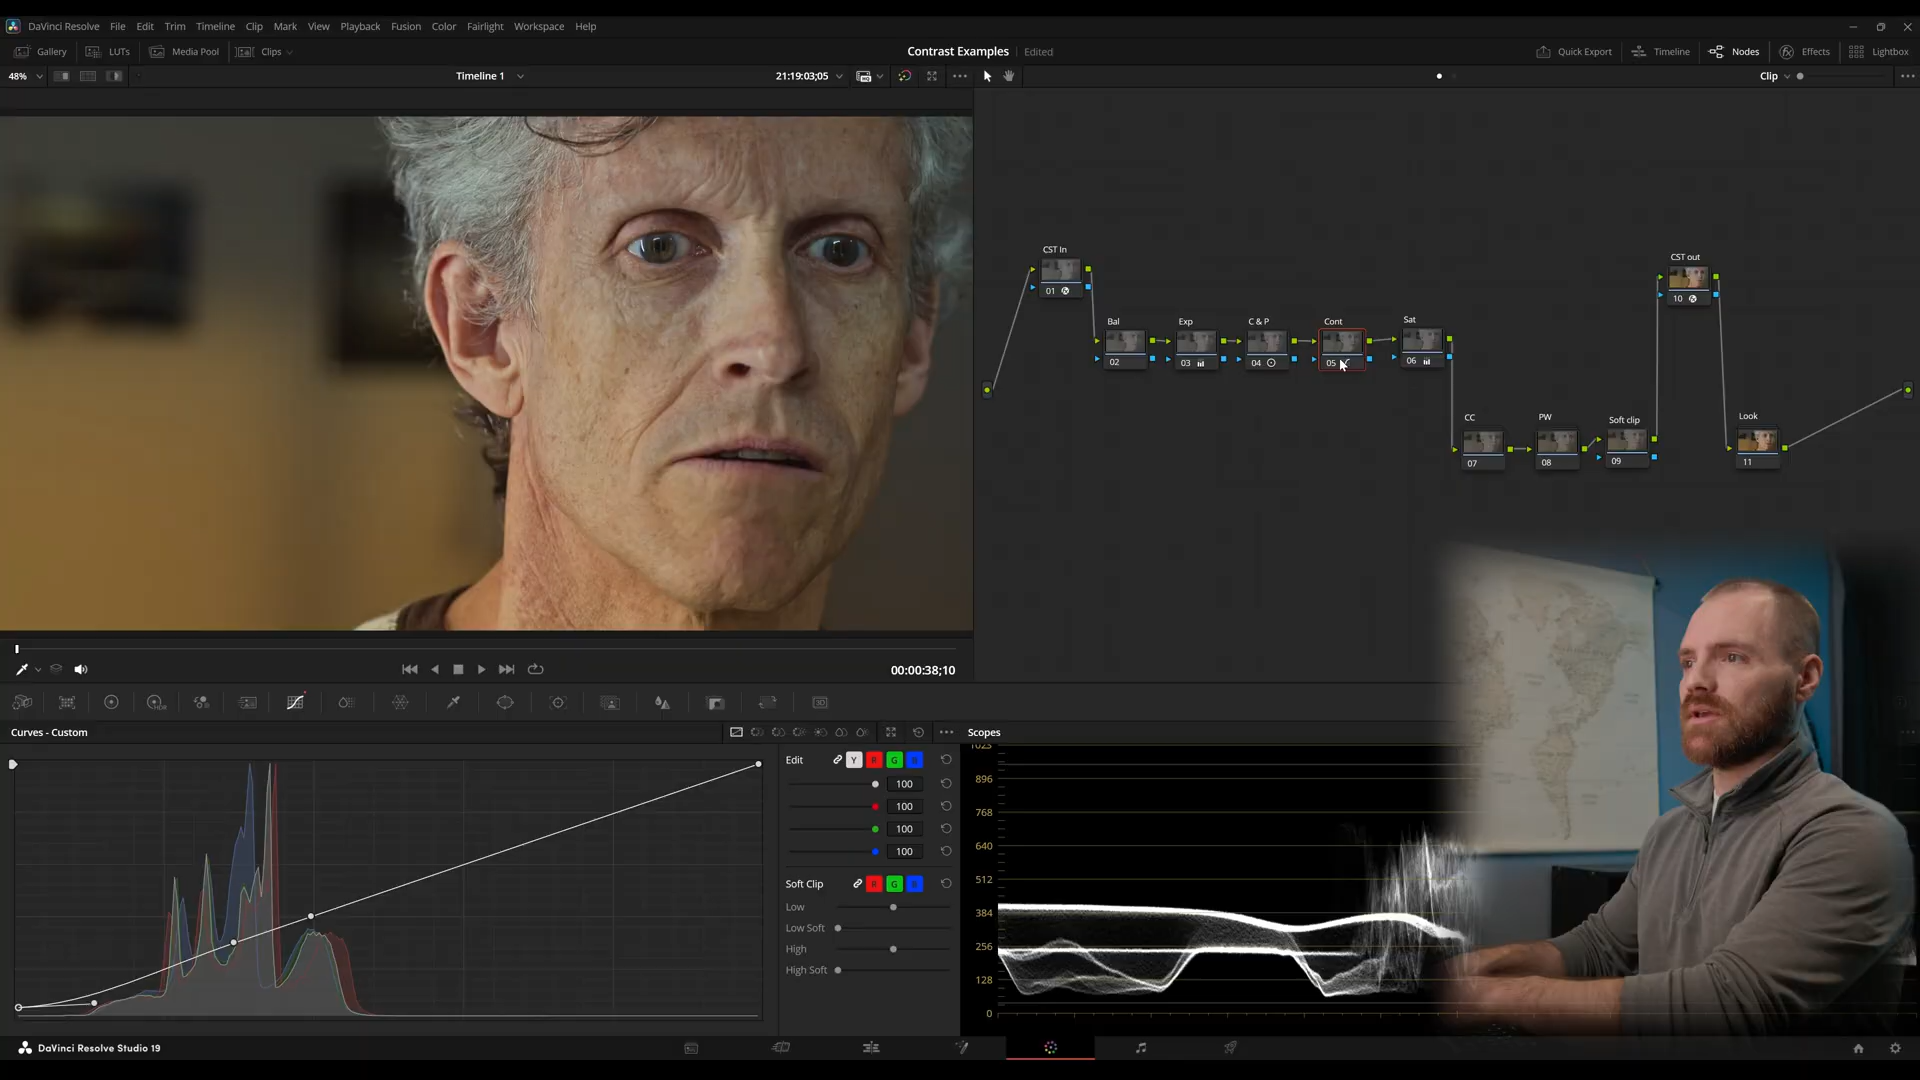 DaVinci Resolve File Edit Trim Timeline Clip Mark View Playback Fusion Color Fairlight Workspace Help
Gallery LUTs Media Pool Clips Contrast Examples Edited Quick Export Timeline Nodes Effects Lightbox
48% Timeline 1 21:19:03;05 Clip
CST In
01
Bal
02
Exp
03
C & P
04
Cont
05
Sat
06
CC
07
PW
08
Soft clip
09
CST out
10
Look
11
00:00:38;10
HDR
3D
Curves - Custom
Edit Y R G B
100
100
100
100
Soft Clip R G B
Low
Low Soft
High
High Soft
Scopes
1023
896
768
640
512
384
256
128
0
DaVinci Resolve Studio 19